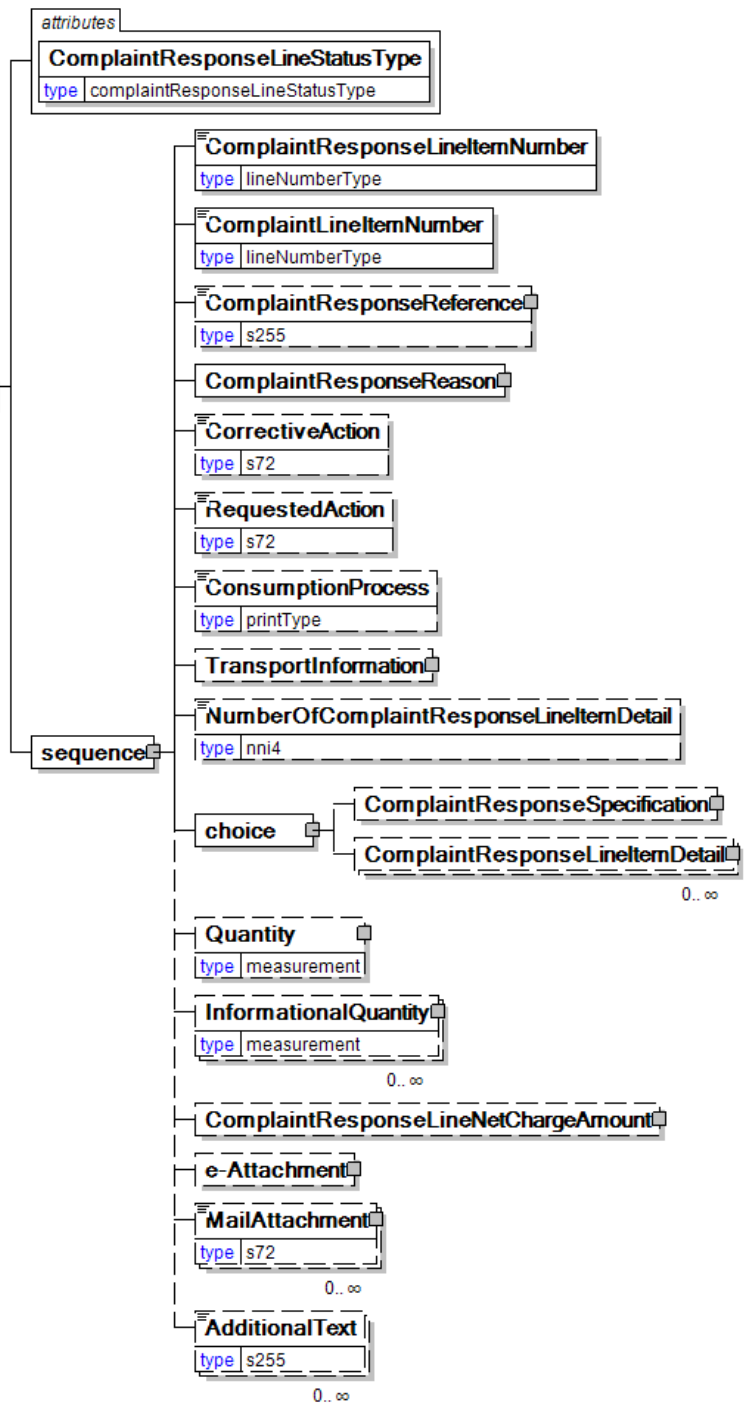 attributes
ComplaintResponseLineStatusType
type complaintResponseLineStatusType
ComplaintResponseLineItemNumber
type lineNumberType
ComplaintLineItemNumber
type lineNumberType
ComplaintResponseReference
type s255
ComplaintResponseReason
CorrectiveAction
type s72
RequestedAction
type s72
ConsumptionProcess
type printType
TransportInformation
NumberOfComplaintResponseLineItemDetail
type nni4
sequence
choice
ComplaintResponseSpecification
ComplaintResponseLineItemDetail
0.. ∞
Quantity
type measurement
InformationalQuantity
type measurement
0.. ∞
ComplaintResponseLineNetChargeAmount
e-Attachment
MailAttachment
type s72
0.. ∞
AdditionalText
type s255
0.. ∞